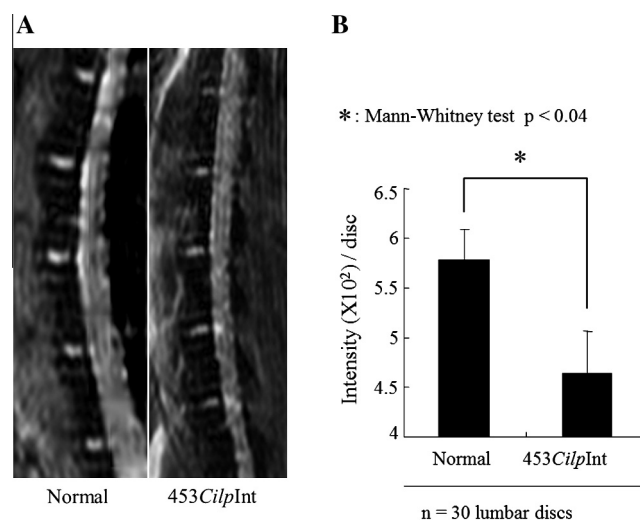 A
Normal
453CilpInt
B
*: Mann-Whitney test p < 0.04
*
Intensity (X10²) / disc
6.5
6
5.5
5
4.5
4
Normal
453CilpInt
n = 30 lumbar discs